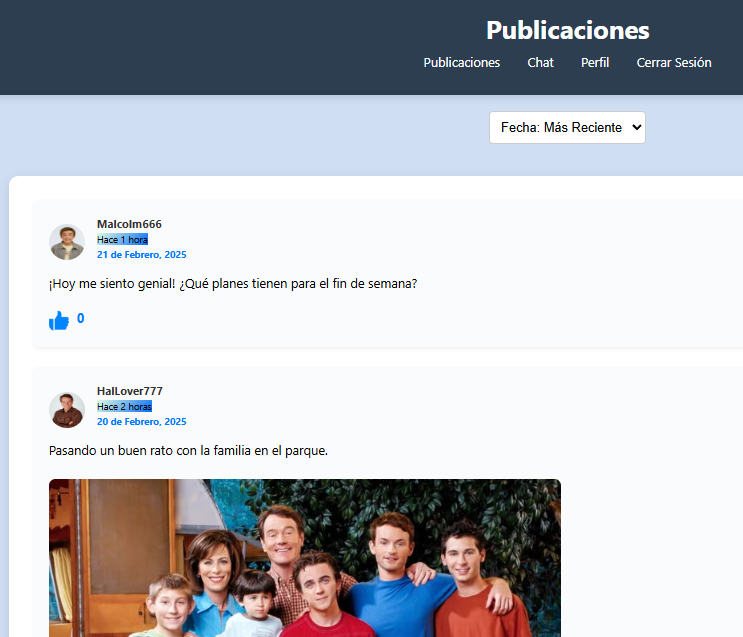 Publicaciones
Publicaciones Chat Perfil Cerrar Sesión
Fecha: Más Reciente
Malcolm666
Hace 1 hora
21 de Febrero, 2025
¡Hoy me siento genial! ¿Qué planes tienen para el fin de semana?
0
HalLover777
Hace 2 horas
20 de Febrero, 2025
Pasando un buen rato con la familia en el parque.